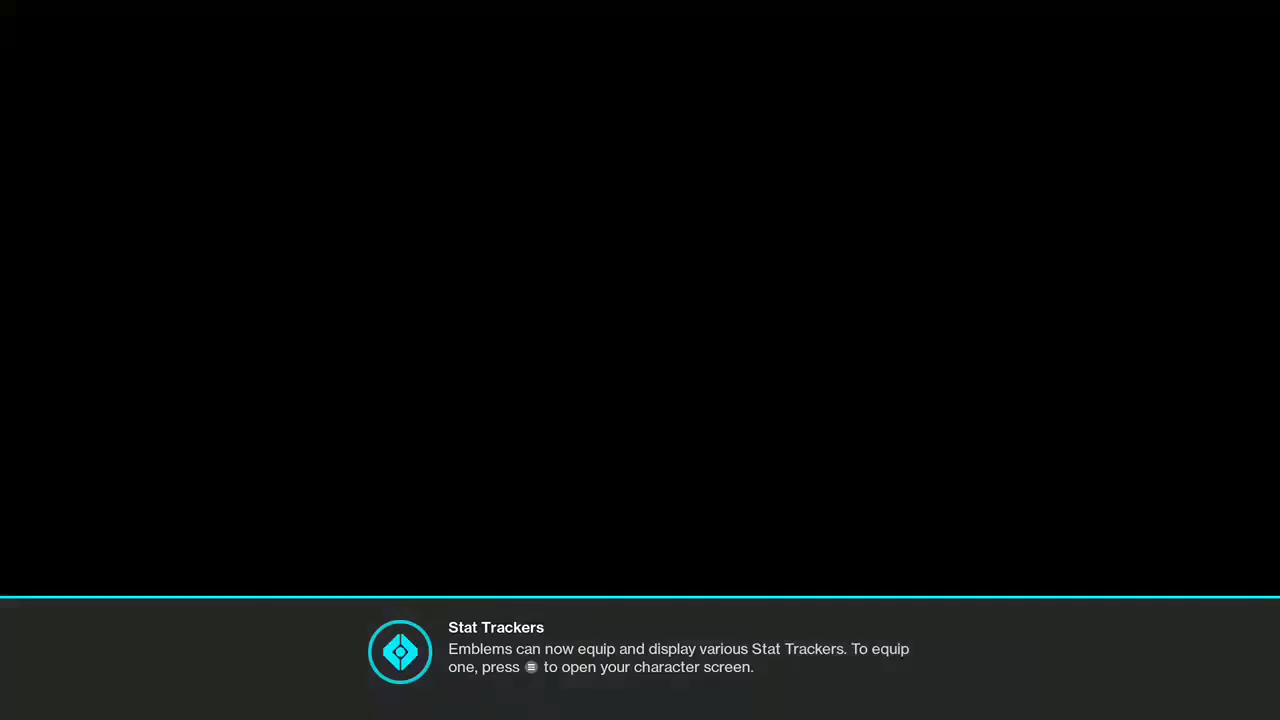 Stat Trackers
Emblems can now equip and display various Stat Trackers. To equip
one, press to open your character screen.